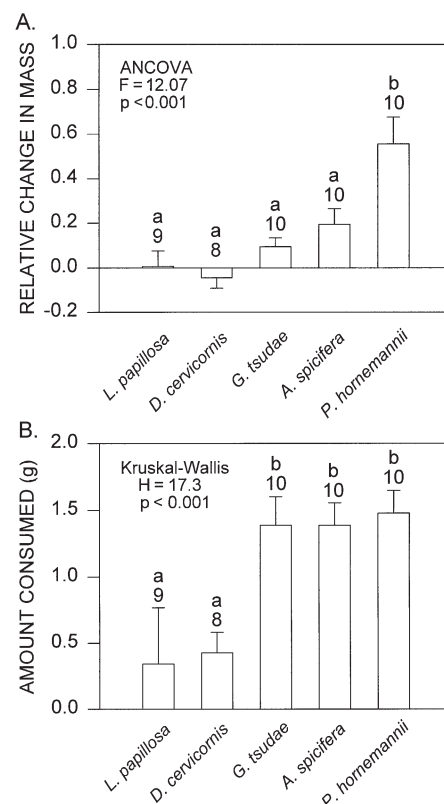 A.
RELATIVE CHANGE IN MASS
1.0
0.8
0.6
0.4
0.2
0.0
-0.2
ANCOVA
F = 12.07
p <0.001
a
9
a
8
a
10
a
10
b
10
L. papillosa
D. cervicornis
G. tsudae
A. spicifera
P. hornemannii
B.
AMOUNT CONSUMED (g)
2.0
1.5
1.0
0.5
0.0
Kruskal-Wallis
H = 17.3
p < 0.001
a
9
a
8
b
10
b
10
b
10
L. papillosa
D. cervicornis
G. tsudae
A. spicifera
P. hornemannii